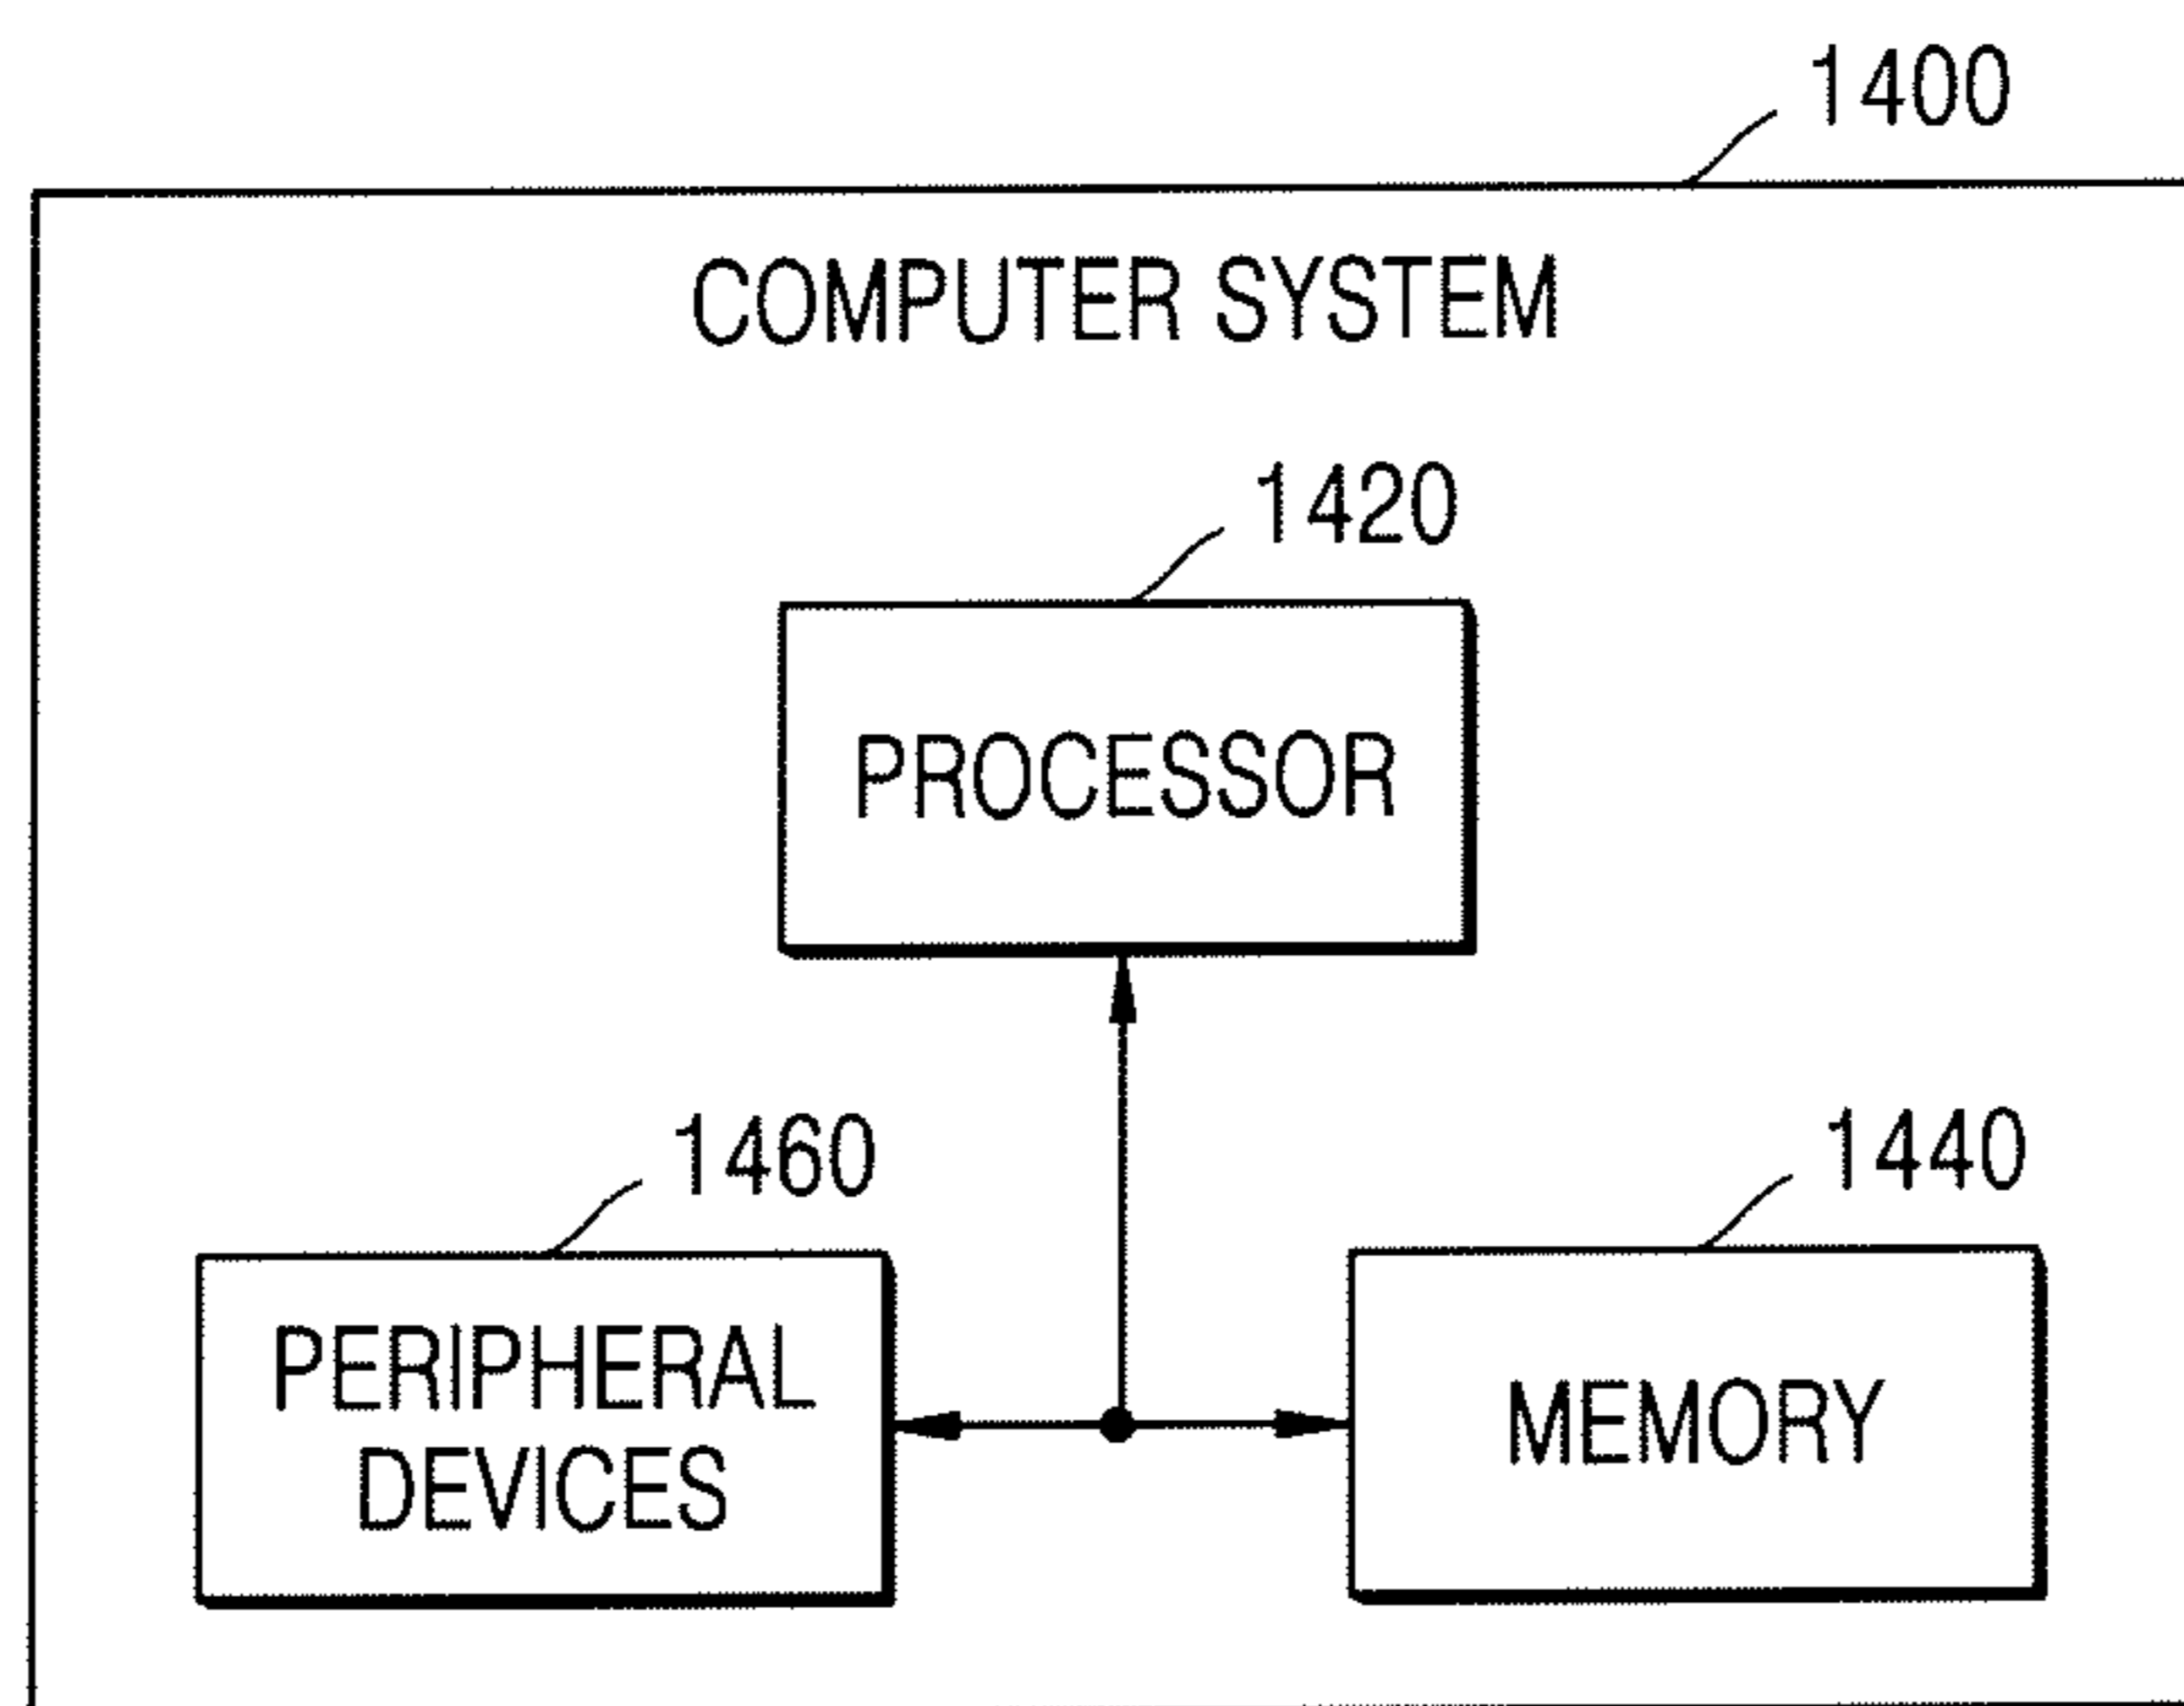 1400
COMPUTER SYSTEM
1420
PROCESSOR
1460
1440
PERIPHERAL
DEVICES
MEMORY